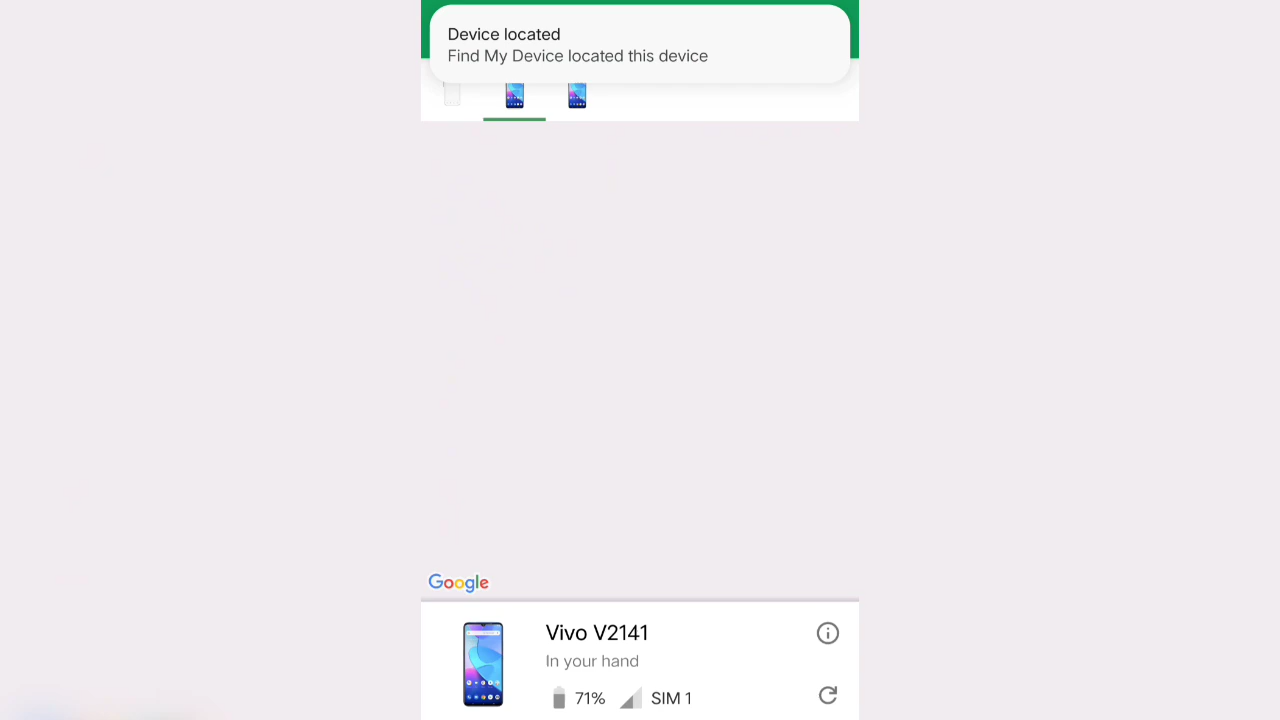 Device located
Find My Device located this device
Google
Vivo V2141
In your hand
71% SIM 1